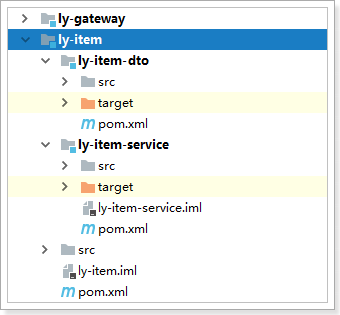 ly-gateway
ly-item
ly-item-dto
src
target
pom.xml
ly-item-service
src
target
ly-item-service.iml
pom.xml
src
ly-item.iml
pom.xml